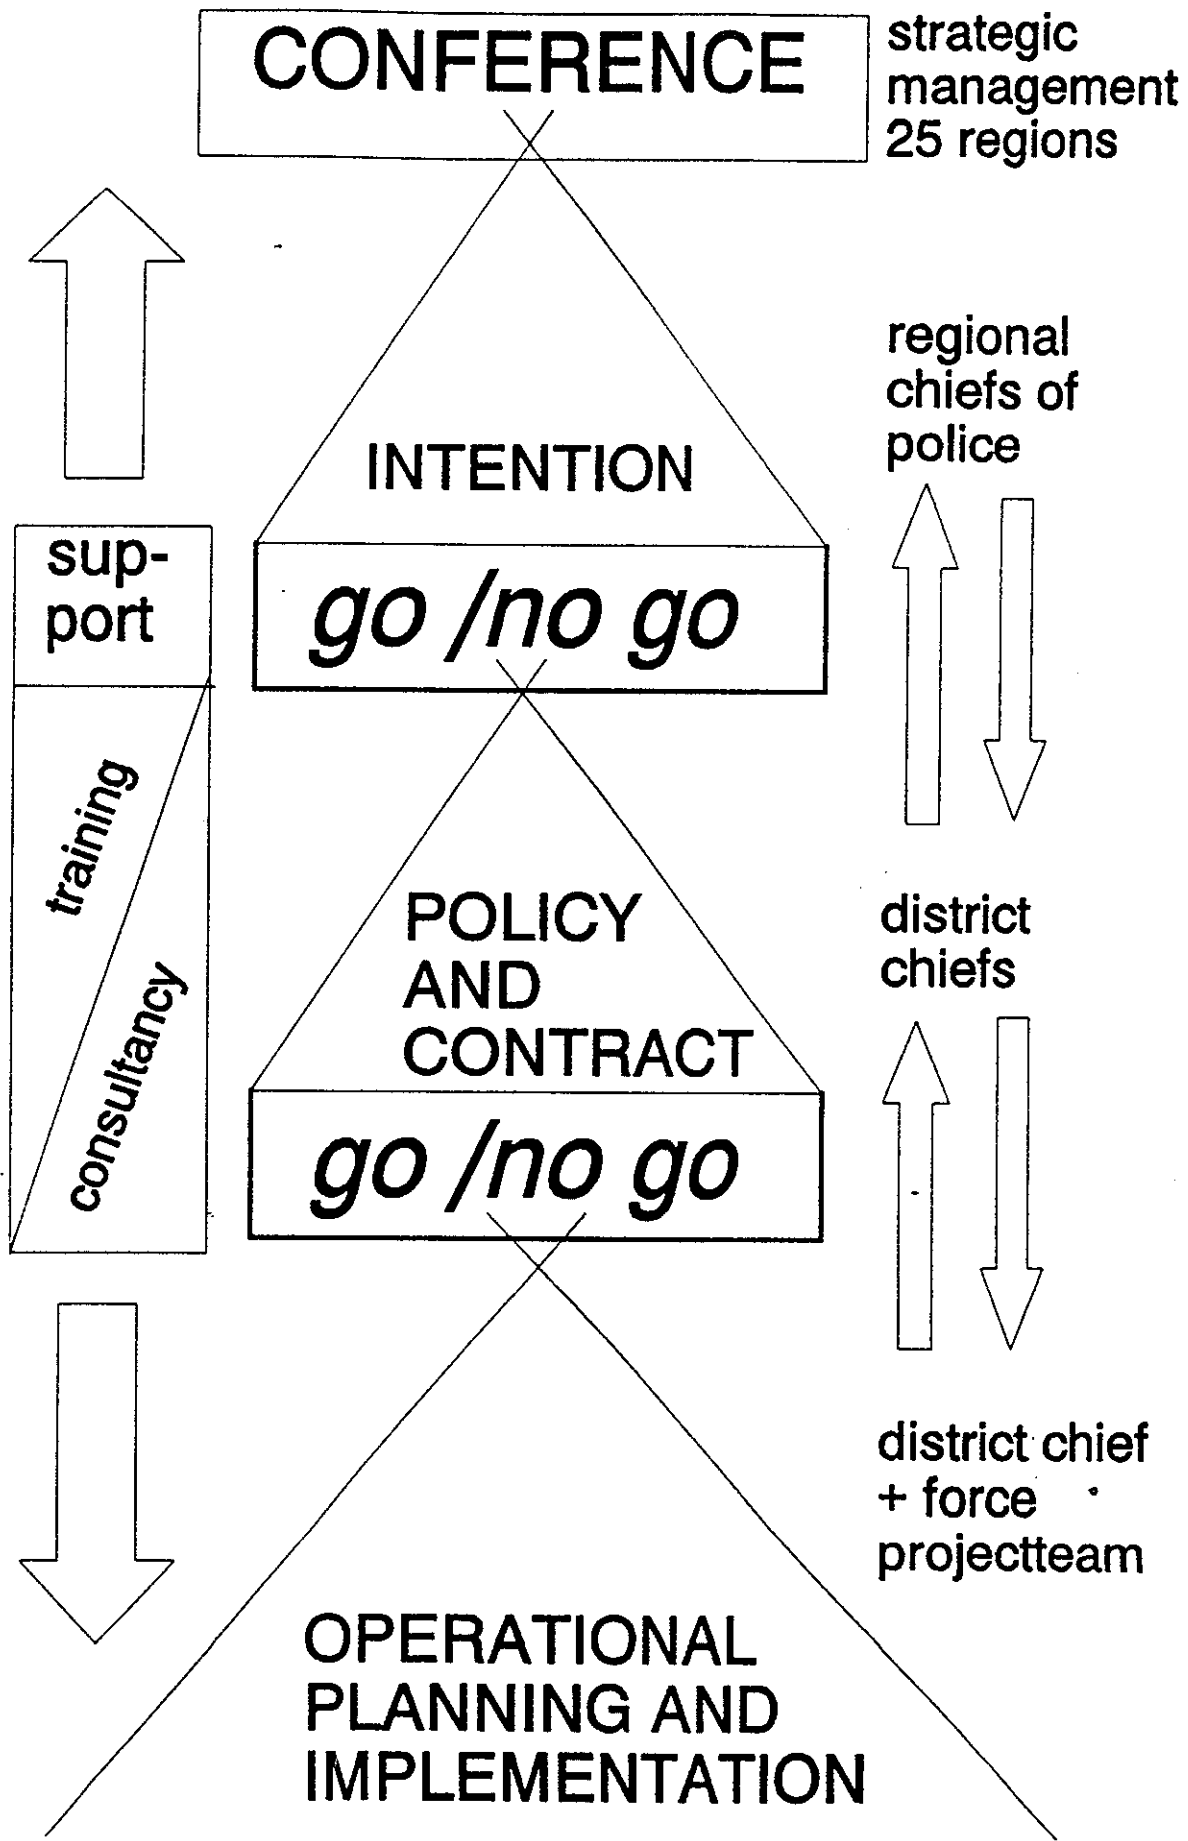 CONFERENCE
strategic
management
25 regions
regional
chiefs of
police
INTENTION
sup-
port
go /no go
training
consultancy
POLICY
AND
CONTRACT
district
chiefs
go /no go
district chief
+ force
projectteam
OPERATIONAL
PLANNING AND
IMPLEMENTATION